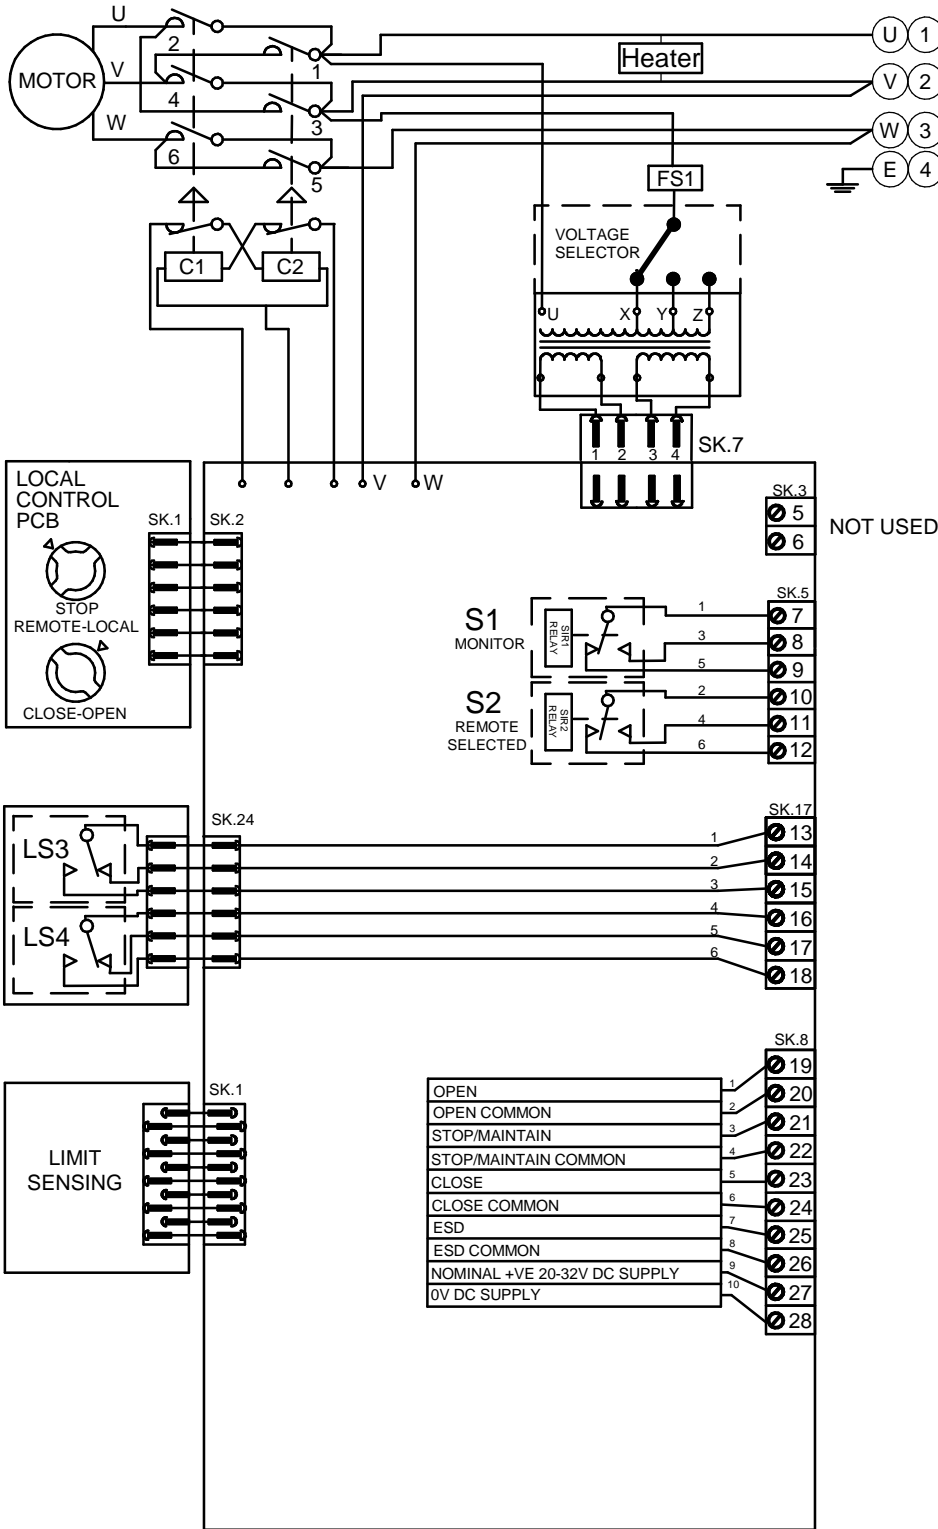 U
U 1
2
Heater
1
MOTOR
V
V 2
4
W
3
W 3
6
5
E 4
FS1
VOLTAGE
SELECTOR
C1
C2
U
X
Y
Z
SK.7
1 2 3 4
V
W
LOCAL
CONTROL
PCB
SK.1
SK.2
STOP
REMOTE-LOCAL
CLOSE-OPEN
SK.3
5
6
NOT USED
SK.5
S1
MONITOR
SIR1
RELAY
1
7
3
8
5
9
S2
REMOTE
SELECTED
SIR2
RELAY
2
10
4
11
6
12
SK.17
LS3
LS4
SK.24
1
13
2
14
3
15
4
16
5
17
6
18
SK.8
LIMIT
SENSING
SK.1
OPEN
1
19
OPEN COMMON
2
20
STOP/MAINTAIN
3
21
STOP/MAINTAIN COMMON
4
22
CLOSE
5
23
CLOSE COMMON
6
24
ESD
7
25
ESD COMMON
8
26
NOMINAL +VE 20-32V DC SUPPLY
9
27
0V DC SUPPLY
10
28